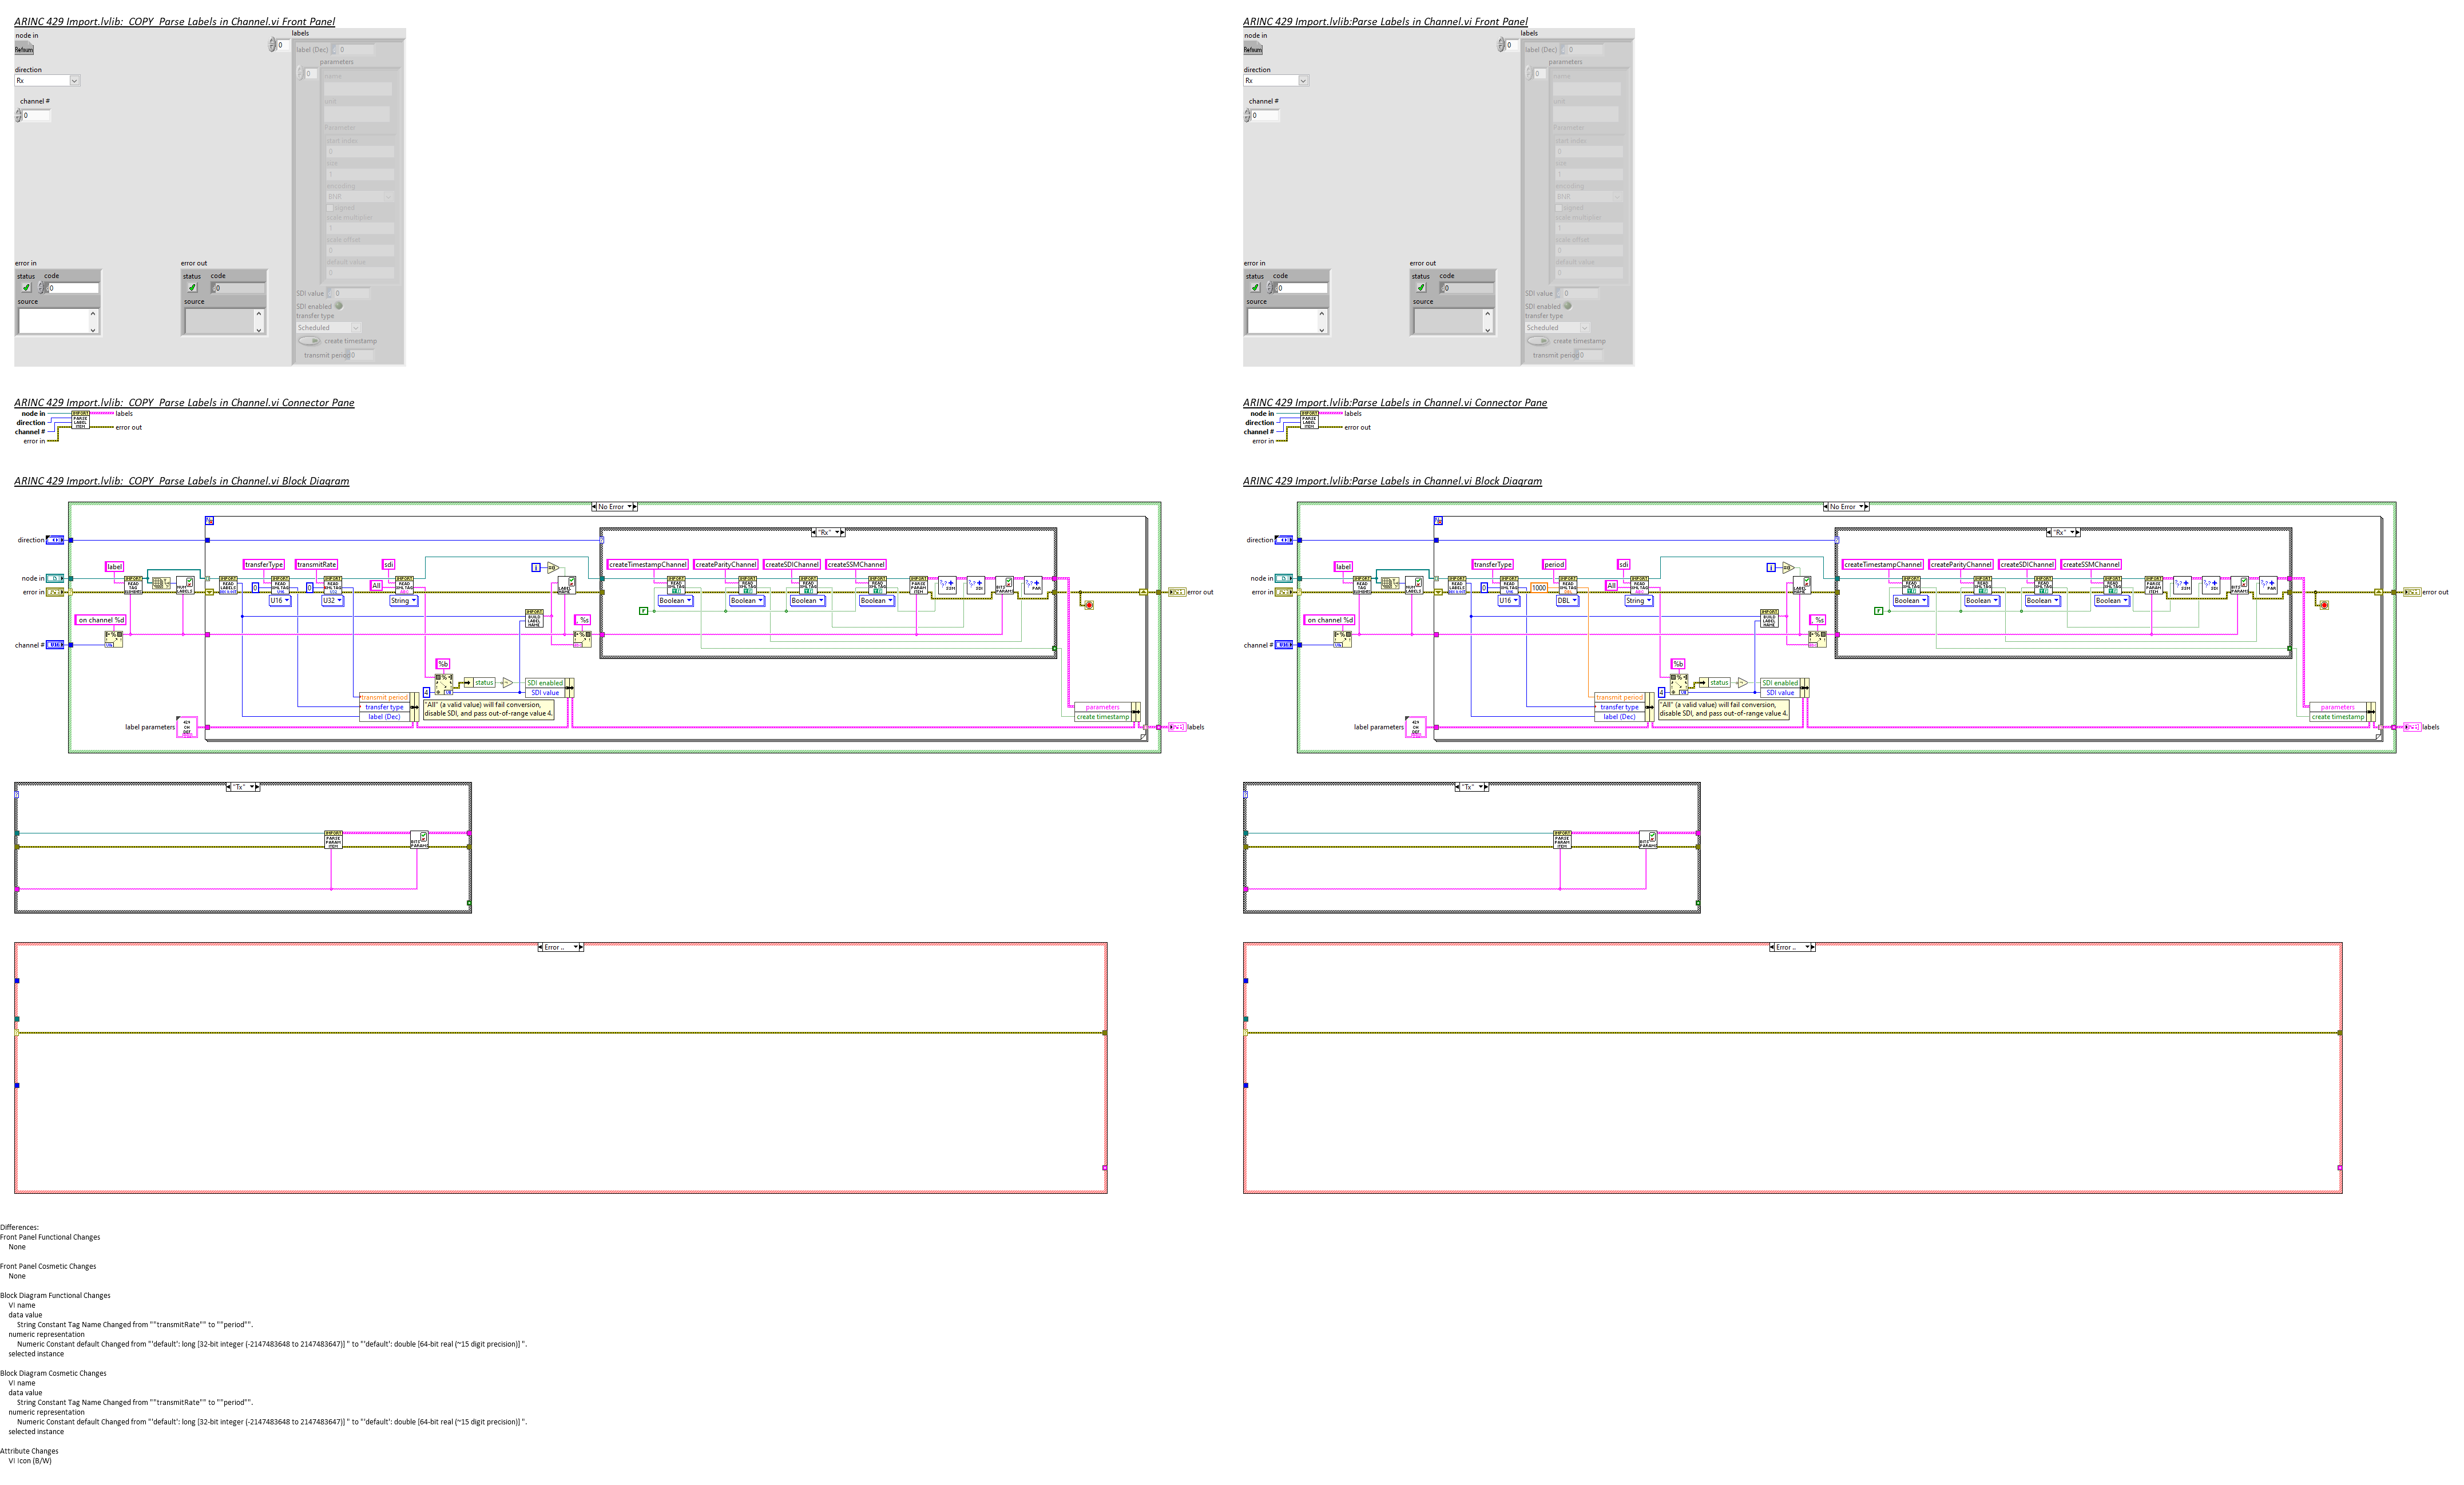 ARINC 429 Import.lvlib:_COPY_Parse Labels in Channel.vi Front Panel
node in
Refnum
direction
Rx
channel #
0
error in
status code
0
source
error out
status code
0
source
labels
0
label (Dec) 0
parameters
0
name
unit
Parameter
start index
0
size
1
encoding
BNR
signed
scale multiplier
1
scale offset
0
default value
0
SDI value 0
SDI enabled
transfer type
Scheduled
create timestamp
transmit period 0
ARINC 429 Import.lvlib:_COPY_Parse Labels in Channel.vi Connector Pane
node in
direction
channel #
error in
IMPORT
PARSE
LABEL
ITEM
labels
error out
ARINC 429 Import.lvlib:_COPY_Parse Labels in Channel.vi Block Diagram
No Error
"Rx"
direction
node in
error in
channel #
label
transferType
transmitRate
sdi
createTimestampChannel
createParityChannel
createSDIChannel
createSSMChannel
0
U16
0
U32
All
String
Boolean
Boolean
Boolean
Boolean
on channel %d
, %s
%b
4
status
SDI enabled
SDI value
transmit period
transfer type
label (Dec)
"All" (a valid value) will fail conversion,
disable SDI, and pass out-of-range value 4.
parameters
create timestamp
label parameters
error out
labels
"Tx"
IMPORT
PARSE
PARAM
ITEM
Error ..
ARINC 429 Import.lvlib:Parse Labels in Channel.vi Front Panel
node in
Refnum
direction
Rx
channel #
0
error in
status code
0
source
error out
status code
0
source
labels
0
label (Dec) 0
parameters
0
name
unit
Parameter
start index
0
size
1
encoding
BNR
signed
scale multiplier
1
scale offset
0
default value
0
SDI value 0
SDI enabled
transfer type
Scheduled
create timestamp
transmit period 0
ARINC 429 Import.lvlib:Parse Labels in Channel.vi Connector Pane
node in
direction
channel #
error in
IMPORT
PARSE
LABEL
ITEM
labels
error out
ARINC 429 Import.lvlib:Parse Labels in Channel.vi Block Diagram
No Error
"Rx"
direction
node in
error in
channel #
label
transferType
period
sdi
createTimestampChannel
createParityChannel
createSDIChannel
createSSMChannel
0
U16
1000
DBL
All
String
Boolean
Boolean
Boolean
Boolean
on channel %d
, %s
%b
4
status
SDI enabled
SDI value
transmit period
transfer type
label (Dec)
"All" (a valid value) will fail conversion,
disable SDI, and pass out-of-range value 4.
parameters
create timestamp
label parameters
error out
labels
"Tx"
IMPORT
PARSE
PARAM
ITEM
Error ..
Differences:
Front Panel Functional Changes
None
Front Panel Cosmetic Changes
None
Block Diagram Functional Changes
VI name
data value
String Constant Tag Name Changed from ""transmitRate"" to ""period"".
numeric representation
Numeric Constant default Changed from "'default': long [32-bit integer (-2147483648 to 2147483647)] " to "'default': double [64-bit real (~15 digit precision)] ".
selected instance
Block Diagram Cosmetic Changes
VI name
data value
String Constant Tag Name Changed from ""transmitRate"" to ""period"".
numeric representation
Numeric Constant default Changed from "'default': long [32-bit integer (-2147483648 to 2147483647)] " to "'default': double [64-bit real (~15 digit precision)] ".
selected instance
Attribute Changes
VI Icon (B/W)